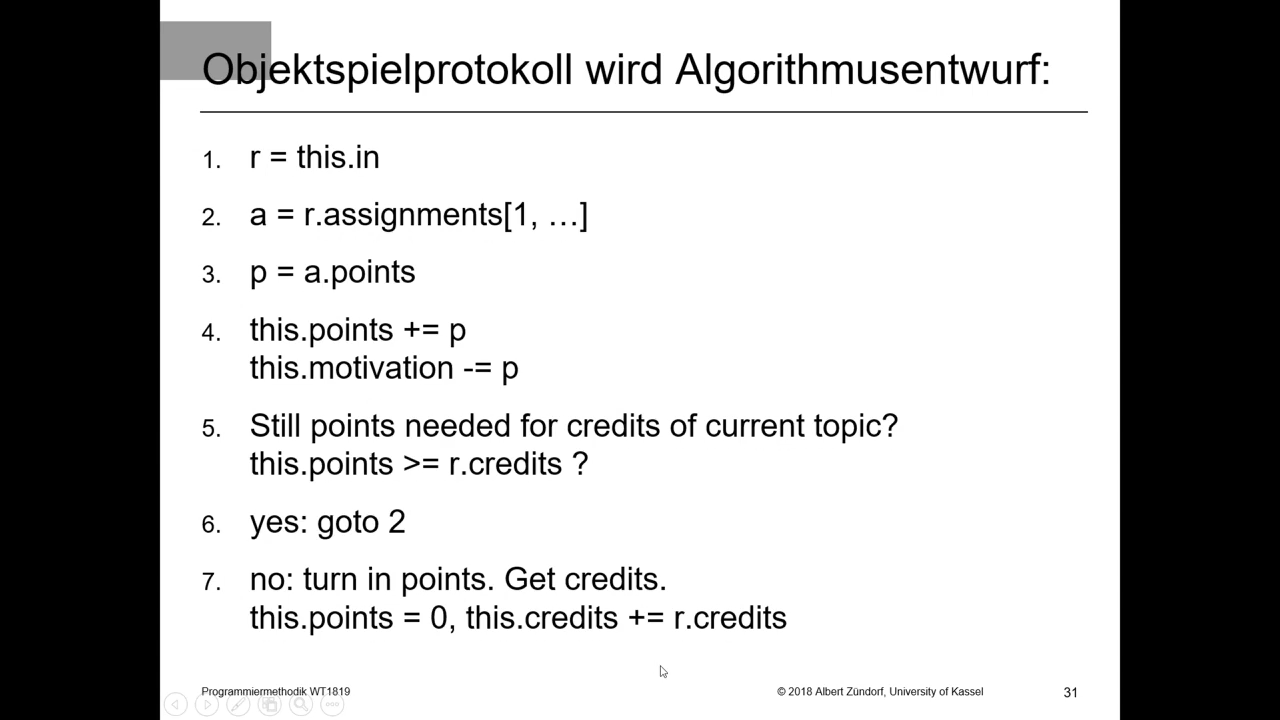 Objektspielprotokoll wird Algorithmusentwurf:
1. r = this.in
2. a = r.assignments[1, …]
3. p = a.points
4. this.points += p
this.motivation -= p
5. Still points needed for credits of current topic?
this.points >= r.credits ?
6. yes: goto 2
7. no: turn in points. Get credits.
this.points = 0, this.credits += r.credits
Programmiermethodik WT1819
© 2018 Albert Zündorf, University of Kassel
31